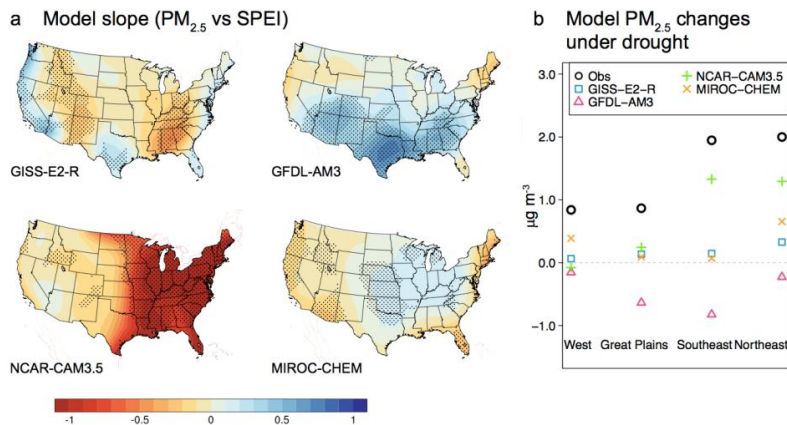 a Model slope (PM2.5 vs SPEI)
GISS-E2-R
GFDL-AM3
NCAR-CAM3.5
MIROC-CHEM
-1 -0.5 0 0.5 1
b Model PM2.5 changes
under drought
Obs
GISS-E2-R
GFDL-AM3
NCAR-CAM3.5
MIROC-CHEM
μg m-3
3.0
2.0
1.0
0.0
-1.0
West Great Plains Southeast Northeast